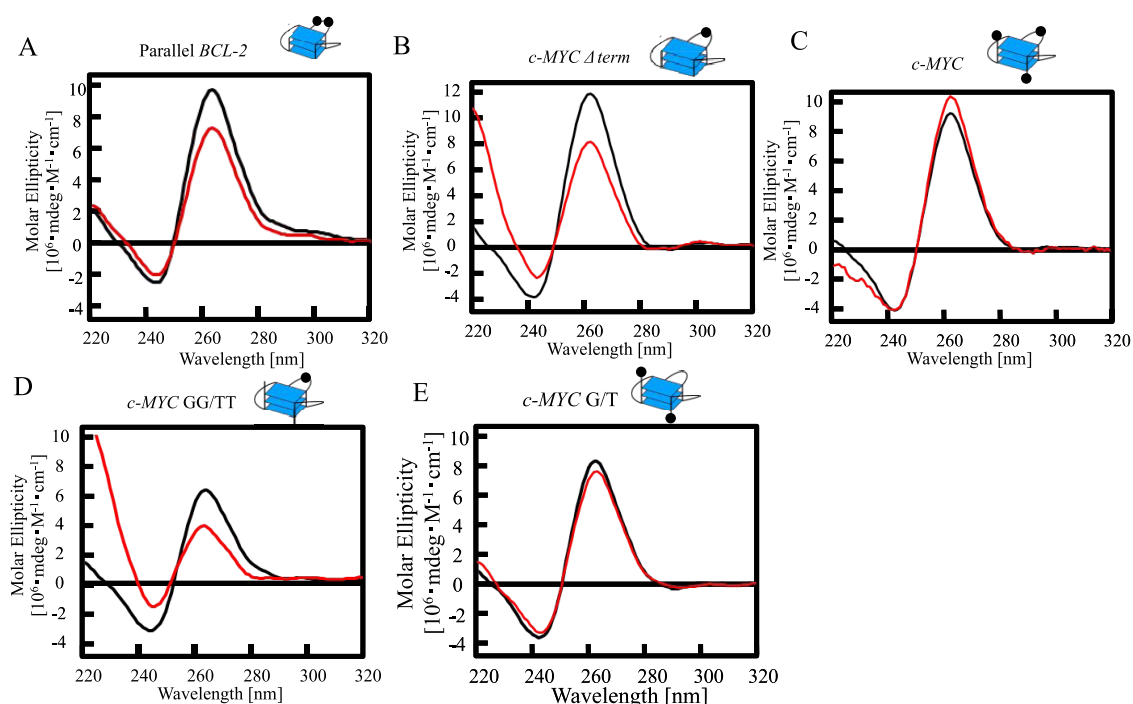 A
Parallel BCL-2
Molar Ellipticity
[10⁶▪mdeg▪M⁻¹▪cm⁻¹]
10
8
6
4
2
0
-2
-4
220 240 260 280 300 320
Wavelength [nm]
B
c-MYC Δ term
Molar Ellipticity
[10⁶▪mdeg▪M⁻¹▪cm⁻¹]
12
10
8
6
4
2
0
-2
-4
220 240 260 280 300 320
Wavelength [nm]
C
c-MYC
Molar Ellipticity
[10⁶▪mdeg▪M⁻¹▪cm⁻¹]
10
8
6
4
2
0
-2
-4
220 240 260 280 300 320
Wavelength [nm]
D
c-MYC GG/TT
Molar Ellipticity
[10⁶▪mdeg▪M⁻¹▪cm⁻¹]
10
8
6
4
2
0
-2
-4
220 240 260 280 300 320
Wavelength [nm]
E
c-MYC G/T
Molar Ellipticity
[10⁶▪mdeg▪M⁻¹▪cm⁻¹]
10
8
6
4
2
0
-2
-4
220 240 260 280 300 320
Wavelength [nm]